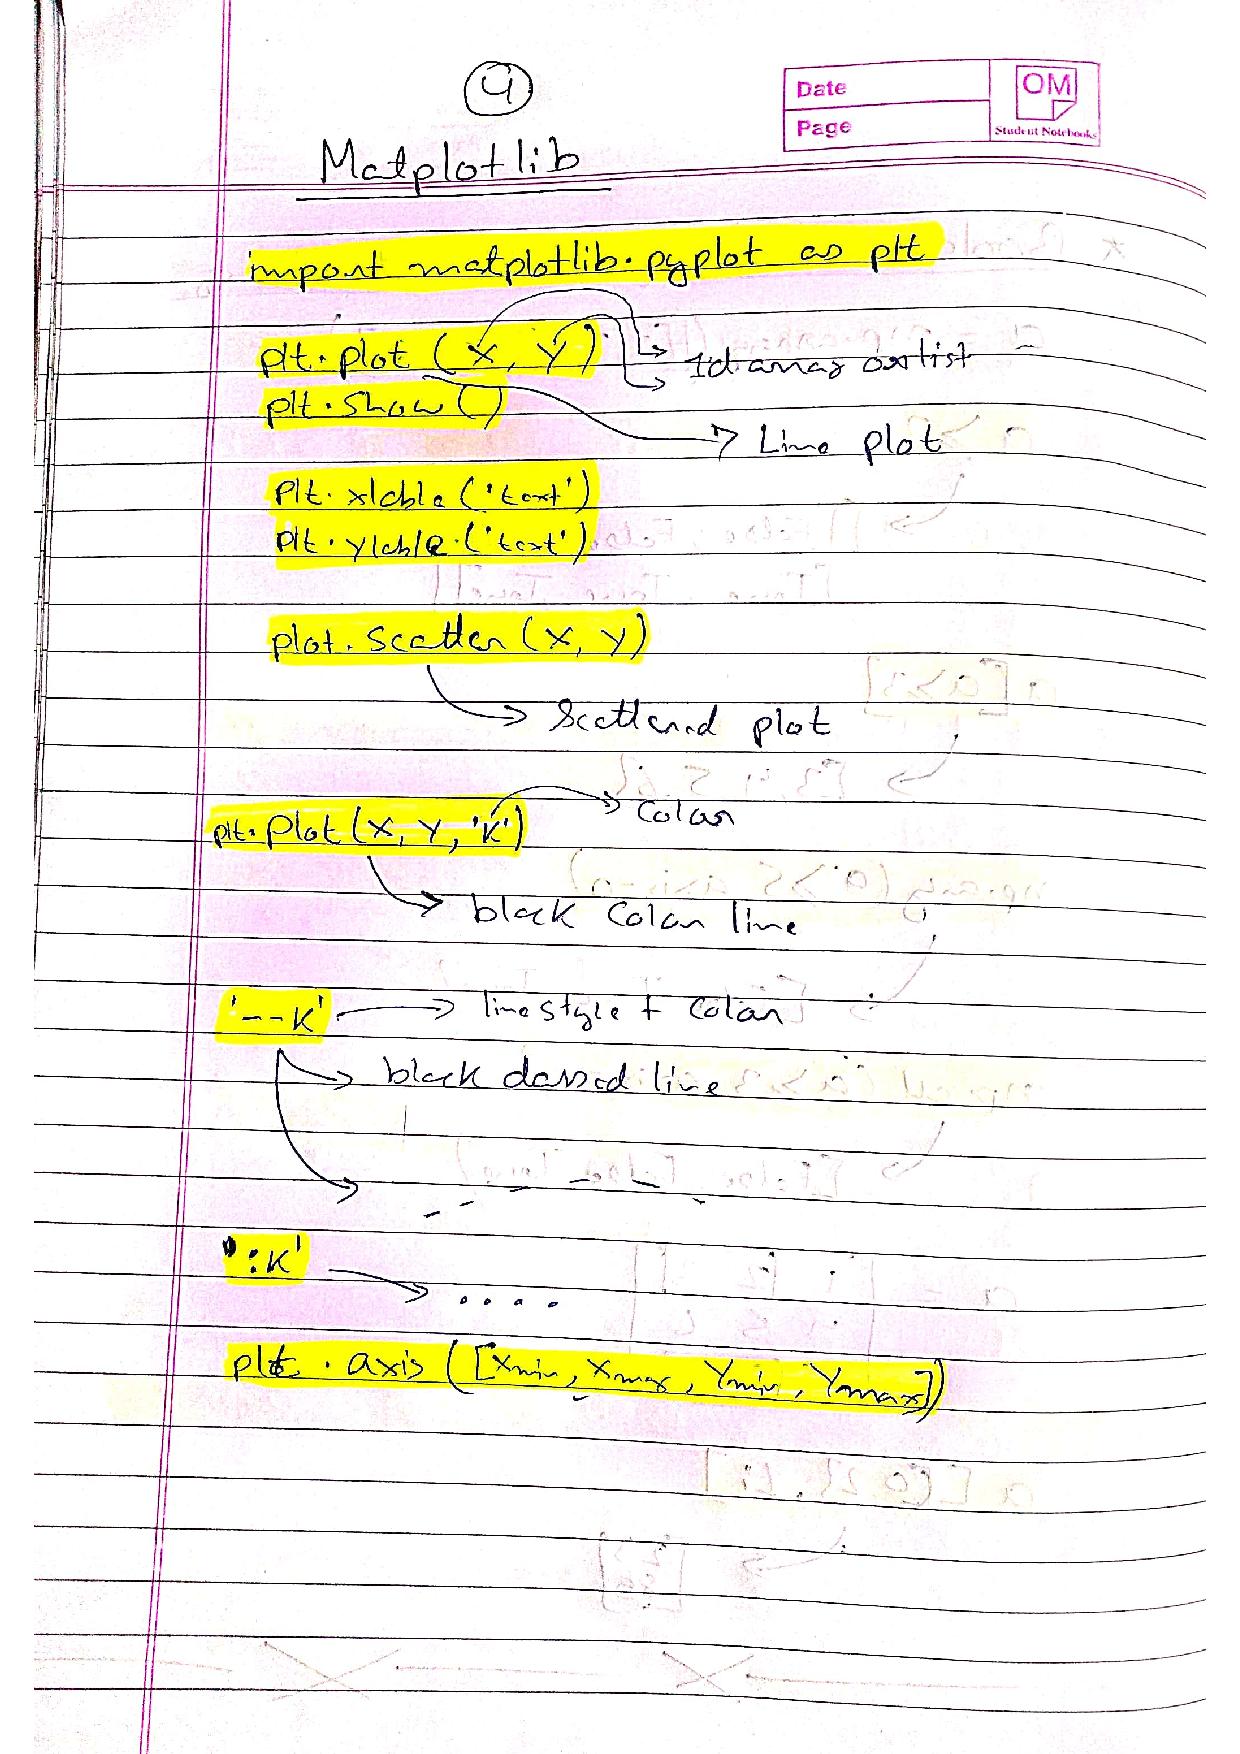 4
Date
Page
OM
Student Notebooks
Matplotlib
import matplotlib.pyplot as plt
plt.plot (X, Y) 1d array or list
plt.show()
Line plot
Plt.xlable('text')
Plt.ylable.('text')
plot.scatter(X, Y)
Scattered plot
plt.Plot(X, Y, 'K') Color
black Color line
'--K' line style + Color
black dassed line
':K'
plt.axis([Xmin, Xmax, Ymin, Ymax])